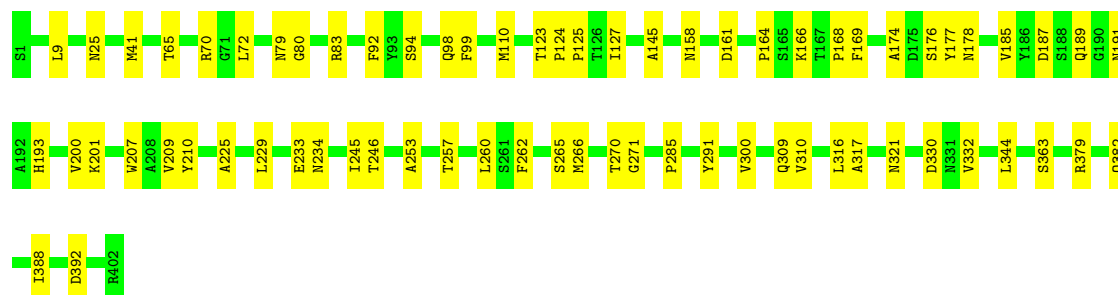 S1 L9 N25 M41 T65 R70 G71 L72 N79 G80 R83 F92 Y93 S94 Q98 F99 M110 T123 P124 P125 T126 I127 A145 N158 D161 P164 S165 K166 T167 P168 F169 A174 D175 S176 Y177 N178 V185 Y186 D187 S188 Q189 G190 N191
A192 H193 V200 K201 W207 A208 V209 Y210 A225 L229 E233 N234 I245 T246 A253 T257 L260 S261 F262 S265 M266 T270 G271 P285 Y291 V300 Q309 V310 L316 A317 N321 D330 N331 V332 L344 S363 R379
I388 D392 R402